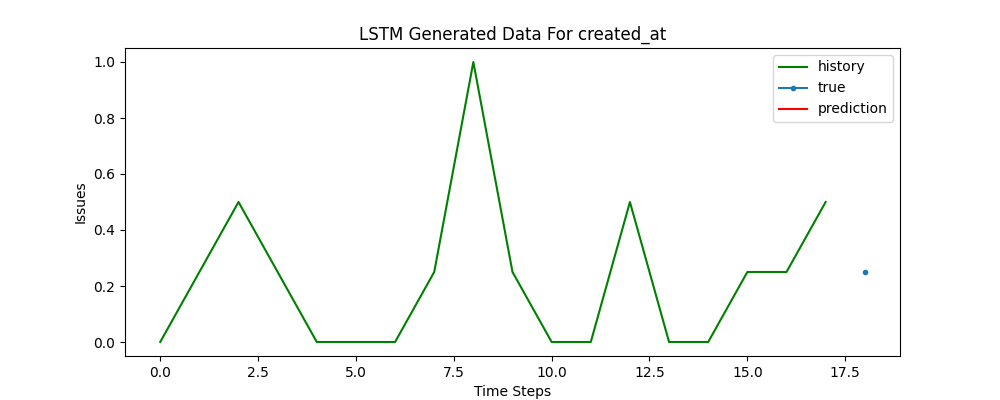 LSTM Generated Data For created_at
history
true
prediction
Issues
1.0
0.8
0.6
0.4
0.2
0.0
0.0 2.5 5.0 7.5 10.0 12.5 15.0 17.5
Time Steps